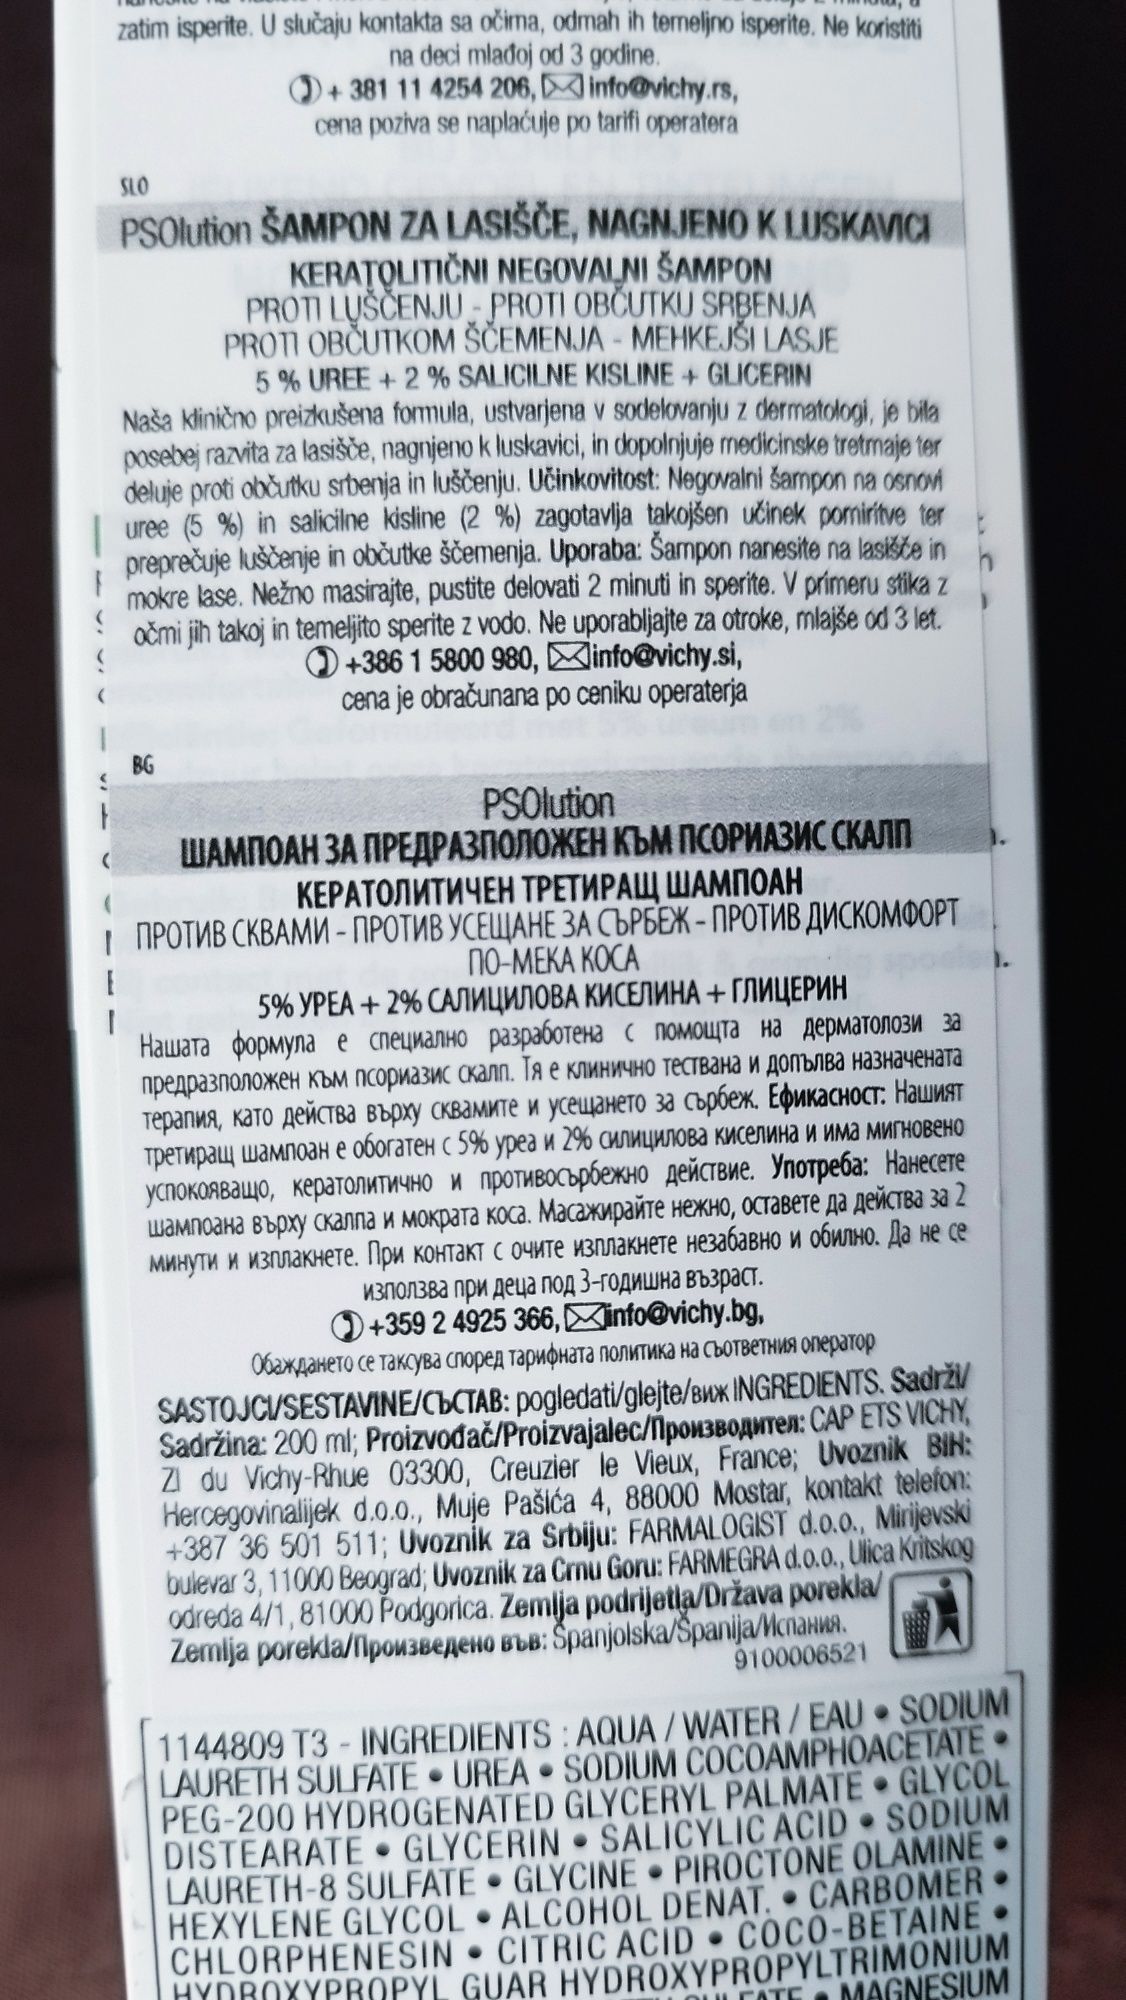 zatim isperite. U slučaju kontakta sa očima, odmah ih temeljno isperite. Ne koristiti
na deci mlađoj od 3 godine.
+ 381 11 4254 206, info@vichy.rs,
cena poziva se naplaćuje po tarifi operatera
SLO
PSOlution ŠAMPON ZA LASIŠČE, NAGNJENO K LUSKAVICI
KERATOLITIČNI NEGOVALNI ŠAMPON
PROTI LUŠČENJU - PROTI OBČUTKU SRBENJA
PROTI OBČUTKOM ŠČEMENJA - MEHKEJŠI LASJE
5 % UREE + 2 % SALICILNE KISLINE + GLICERIN
Naša klinično preizkušena formula, ustvarjena v sodelovanju z dermatologi, je bila
posebej razvita za lasišče, nagnjeno k luskavici, in dopolnjuje medicinske tretmaje ter
deluje proti občutku srbenja in luščenju. Učinkovitost: Negovalni šampon na osnovi
uree (5 %) in salicilne kisline (2 %) zagotavlja takojšen učinek pomiritve ter
preprečuje luščenje in občutke ščemenja. Uporaba: Šampon nanesite na lasišče in
mokre lase. Nežno masirajte, pustite delovati 2 minuti in sperite. V primeru stika z
očmi jih takoj in temeljito sperite z vodo. Ne uporabljajte za otroke, mlajše od 3 let.
+386 1 5800 980, info@vichy.si,
cena je obračunana po ceniku operaterja
BG
PSOlution
ШАМПОАН ЗА ПРЕДРАЗПОЛОЖЕН КЪМ ПСОРИАЗИС СКАЛП
КЕРАТОЛИТИЧЕН ТРЕТИРАЩ ШАМПОАН
ПРОТИВ СКВАМИ - ПРОТИВ УСЕЩАНЕ ЗА СЪРБЕЖ - ПРОТИВ ДИСКОМФОРТ
ПО-МЕКА КОСА
5% УРЕА + 2% САЛИЦИЛОВА КИСЕЛИНА + ГЛИЦЕРИН
Нашата формула е специално разработена с помощта на дерматолози за
предразположен към псориазис скалп. Тя е клинично тествана и допълва назначената
терапия, като действа върху сквамите и усещането за сърбеж. Ефикасност: Нашият
третиращ шампоан е обогатен с 5% уреа и 2% силицилова киселина и има мигновено
успокояващо, кератолитично и противосърбежно действие. Употреба: Нанесете
шампоана върху скалпа и мократа коса. Масажирайте нежно, оставете да действа за 2
минути и изплакнете. При контакт с очите изплакнете незабавно и обилно. Да не се
използва при деца под 3-годишна възраст.
+359 2 4925 366, info@vichy.bg,
Обаждането се таксува според тарифната политика на съответния оператор
SASTOJCI/SESTAVINE/СЪСТАВ: pogledati/glejte/виж INGREDIENTS. Sadrži/
Sadržina: 200 ml; Proizvođač/Proizvajalec/Производител: CAP ETS VICHY,
ZI du Vichy-Rhue 03300, Creuzier le Vieux, France; Uvoznik BIH:
Hercegovinalijek d.o.o., Muje Pašića 4, 88000 Mostar, kontakt telefon:
+387 36 501 511; Uvoznik za Srbiju: FARMALOGIST d.o.o., Mirijevski
bulevar 3, 11000 Beograd; Uvoznik za Crnu Goru: FARMEGRA d.o.o., Ulica Kritskog
odreda 4/1, 81000 Podgorica. Zemlja podrijetla/Država porekla/
Zemlja porekla/Произведено във: Španjolska/Španija/Испания.
9100006521
1144809 T3 - INGREDIENTS : AQUA / WATER / EAU • SODIUM
LAURETH SULFATE • UREA • SODIUM COCOAMPHOACETATE •
PEG-200 HYDROGENATED GLYCERYL PALMATE • GLYCOL
DISTEARATE • GLYCERIN • SALICYLIC ACID • SODIUM
LAURETH-8 SULFATE • GLYCINE • PIROCTONE OLAMINE •
HEXYLENE GLYCOL • ALCOHOL DENAT. • CARBOMER •
CHLORPHENESIN • CITRIC ACID • COCO-BETAINE •
HYDROXYPROPYL GUAR HYDROXYPROPYLTRIMONIUM
SULFATE • MAGNESIUM